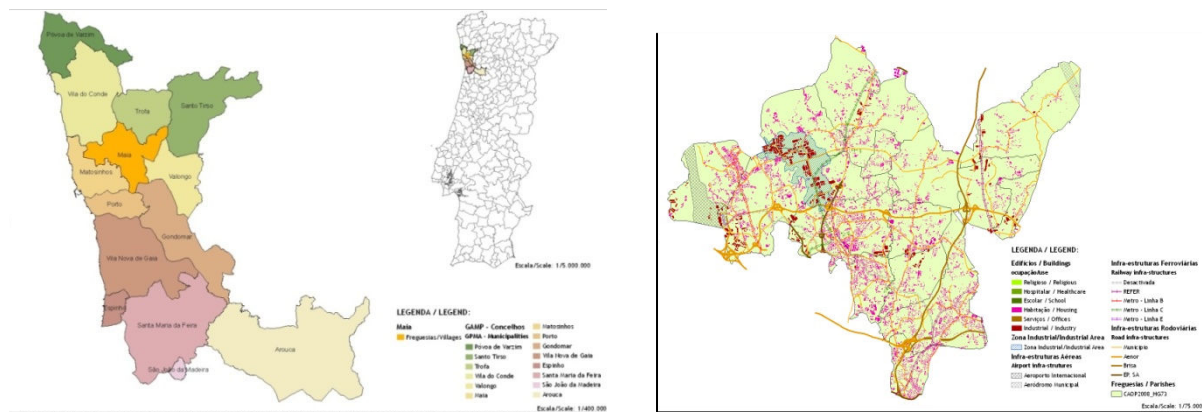 Póvoa de Varzim
Vila do Conde
Trofa
Santo Tirso
Maia
Matosinhos
Valongo
Porto
Gondomar
Vila Nova de Gaia
Espinho
Santa Maria da Feira
Arouca
São João da Madeira
Escala/Scale: 1/5.000.000
LEGENDA / LEGEND:
Maia
Freguesias/Villages
GAMP - Concelhos
GPMA - Municipalities
Póvoa de Varzim
Santo Tirso
Trofa
Vila do Conde
Valongo
Maia
Matosinhos
Porto
Gondomar
Vila Nova de Gaia
Espinho
Santa Maria da Feira
São João da Madeira
Arouca
Escala/Scale: 1/400.000
LEGENDA / LEGEND:
Edifícios / Buildings
ocupaçãoAse
Religioso / Religious
Hospitalar / Healthcare
Escolar / School
Habitação / Housing
Serviços / Offices
Industrial / Industry
Zona Industrial/Industrial Area
Zona Industrial/Industrial Area
Infra-estruturas Aéreas
Airport infra-strutures
Aeroporto Internacional
Aeródromo Municipal
Infra-estruturas Ferroviárias
Railway infra-structures
Desactivada
REFER
Metro - Linha B
Metro - Linha C
Metro - Linha E
Infra-estruturas Rodoviárias
Road infra-structures
Município
Aenor
Brisa
EP, SA
Freguesias / Parishes
CAOP2008_MG73
Escala/Scale: 1/75.000